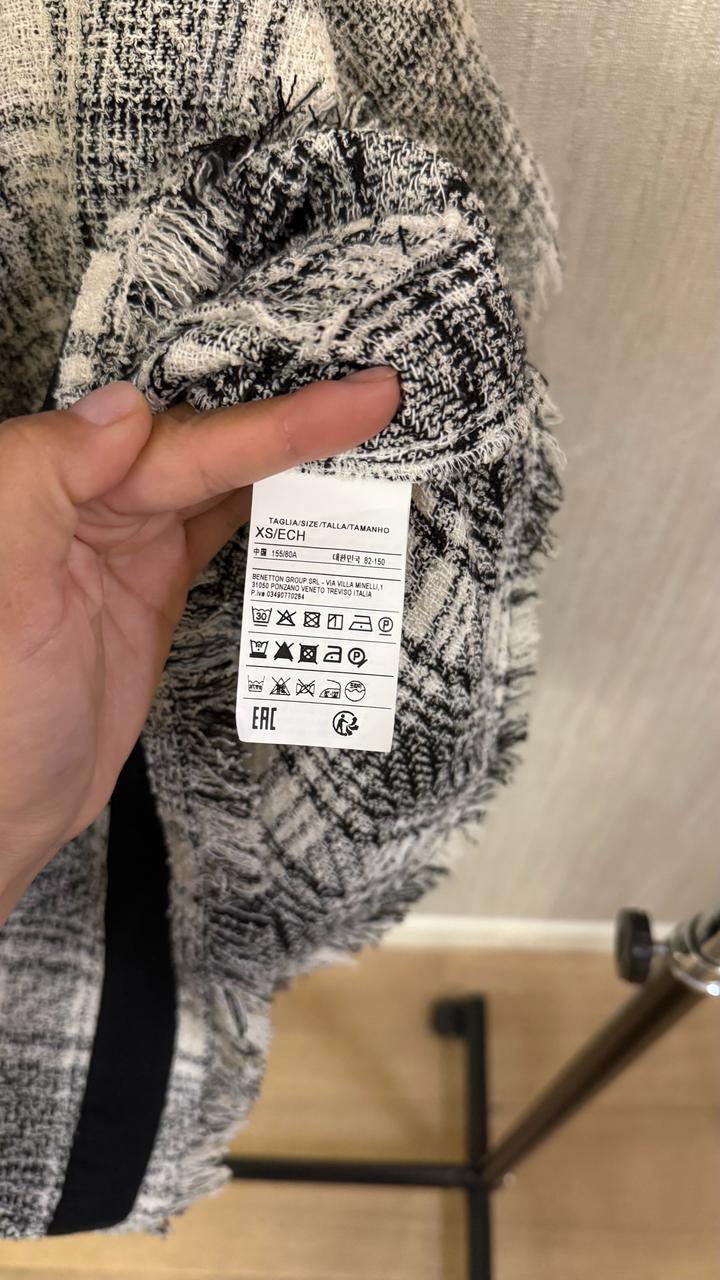 TAGLIA/SIZE/TALLA/TAMANHO
XS/ECH
中国 155/80A 대한민국 82-150
BENETTON GROUP SRL - VIA VILLA MINELLI,1
31050 PONZANO VENETO TREVISO ITALIA
P.iva 03490770264
30 P
P
EAC